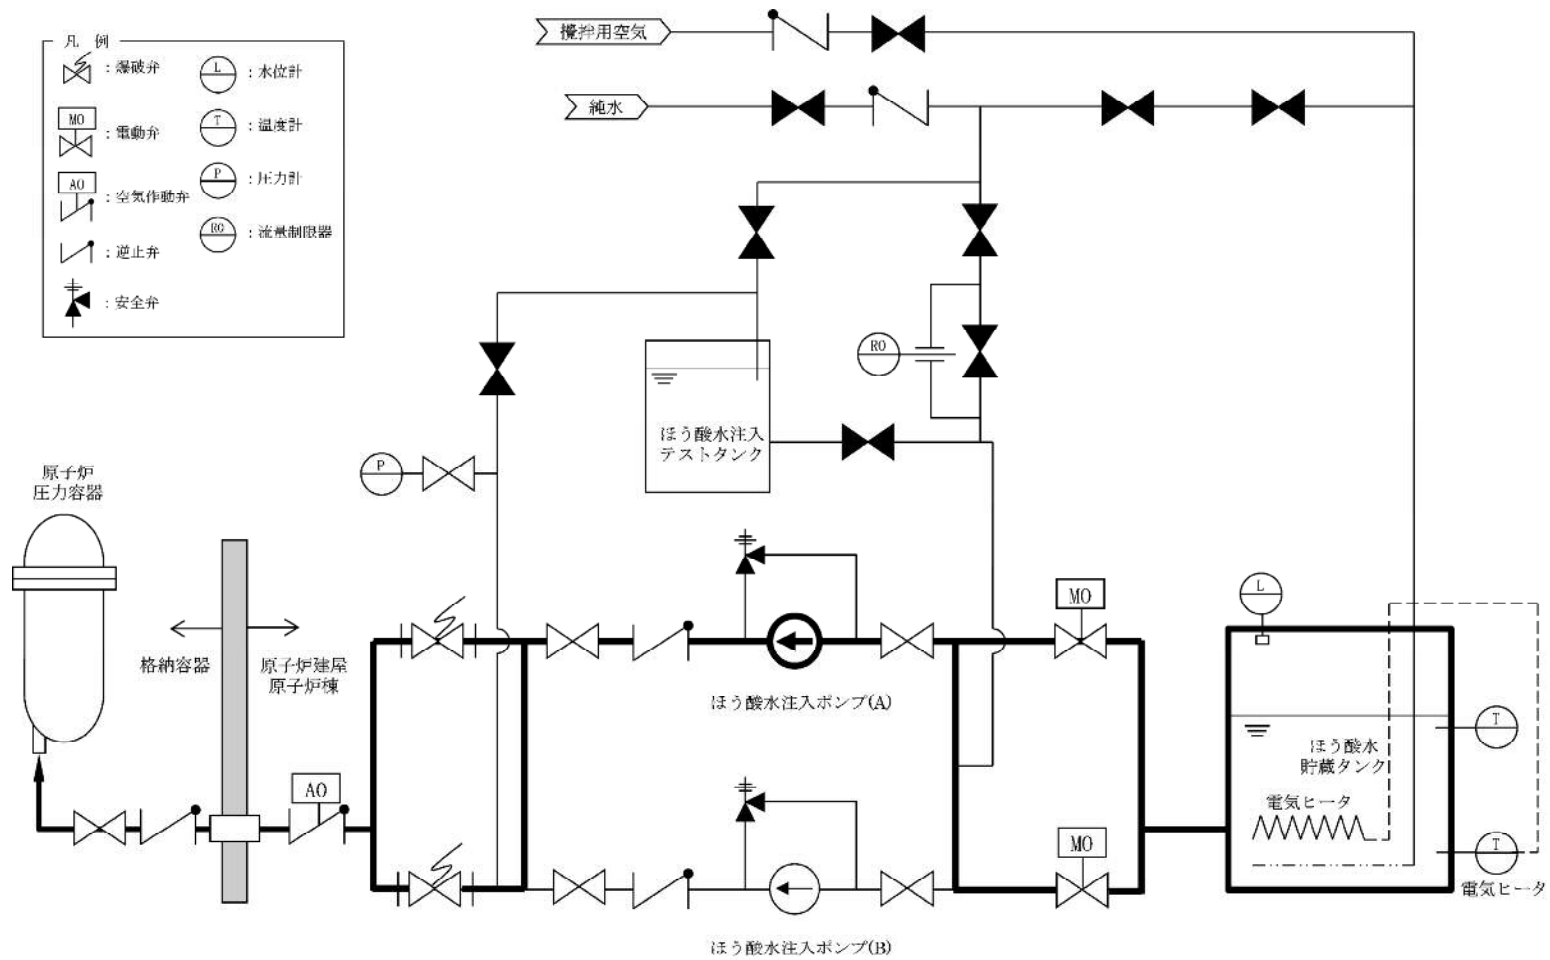 凡 例
：爆破弁
L
：水位計
MO
：電動弁
T
：温度計
AO
：空気作動弁
P
：圧力計
：逆止弁
RO
：流量制限器
：安全弁
攪拌用空気
純水
RO
ほう酸水注入
テストタンク
P
原子炉
圧力容器
格納容器
原子炉建屋
原子炉棟
AO
ほう酸水注入ポンプ(A)
MO
L
T
ほう酸水
貯蔵タンク
電気ヒータ
MO
T
電気ヒータ
ほう酸水注入ポンプ(B)